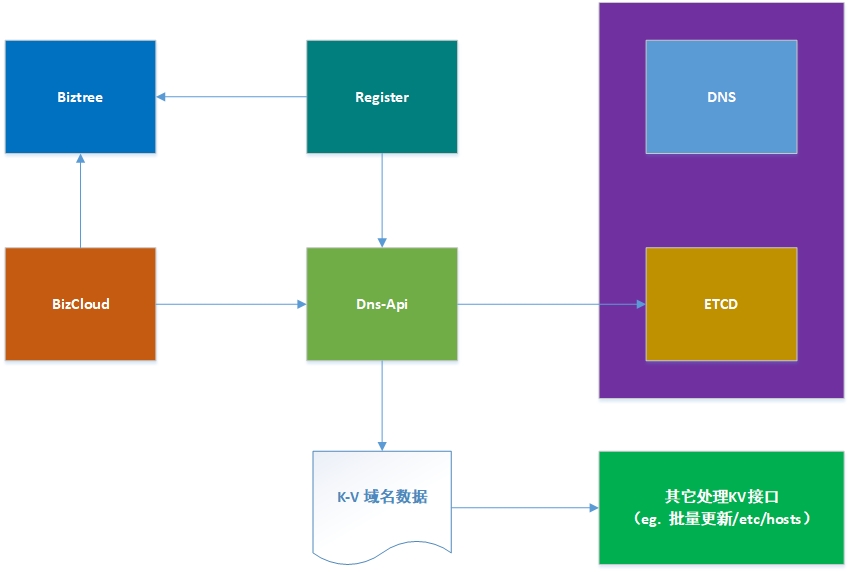 Biztree
Register
DNS
BizCloud
Dns-Api
ETCD
K-V 域名数据
其它处理KV接口
（eg. 批量更新/etc/hosts）